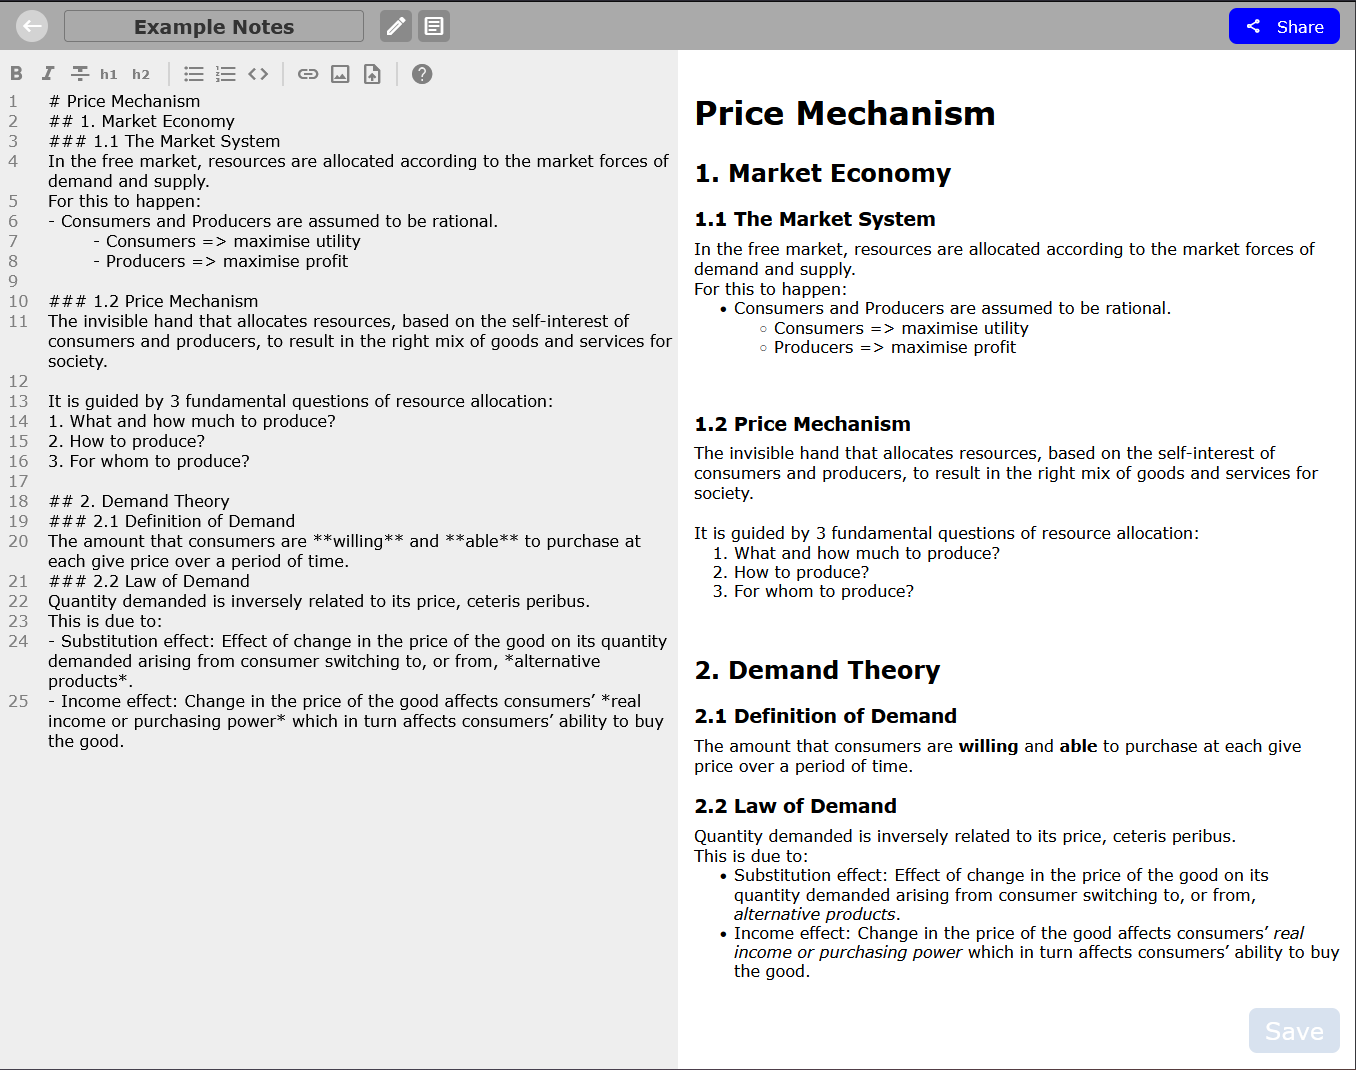 Example Notes
Share
B I S h1 h2
1 # Price Mechanism
2 ## 1. Market Economy
3 ### 1.1 The Market System
4 In the free market, resources are allocated according to the market forces of
demand and supply.
5 For this to happen:
6 - Consumers and Producers are assumed to be rational.
7 - Consumers => maximise utility
8 - Producers => maximise profit
9
10 ### 1.2 Price Mechanism
11 The invisible hand that allocates resources, based on the self-interest of
consumers and producers, to result in the right mix of goods and services for
society.
12
13 It is guided by 3 fundamental questions of resource allocation:
14 1. What and how much to produce?
15 2. How to produce?
16 3. For whom to produce?
17
18 ## 2. Demand Theory
19 ### 2.1 Definition of Demand
20 The amount that consumers are **willing** and **able** to purchase at
each give price over a period of time.
21 ### 2.2 Law of Demand
22 Quantity demanded is inversely related to its price, ceteris peribus.
23 This is due to:
24 - Substitution effect: Effect of change in the price of the good on its quantity
demanded arising from consumer switching to, or from, *alternative
products*.
25 - Income effect: Change in the price of the good affects consumers’ *real
income or purchasing power* which in turn affects consumers’ ability to buy
the good.
Price Mechanism
1. Market Economy
1.1 The Market System
In the free market, resources are allocated according to the market forces of
demand and supply.
For this to happen:
• Consumers and Producers are assumed to be rational.
◦ Consumers => maximise utility
◦ Producers => maximise profit
1.2 Price Mechanism
The invisible hand that allocates resources, based on the self-interest of
consumers and producers, to result in the right mix of goods and services for
society.
It is guided by 3 fundamental questions of resource allocation:
1. What and how much to produce?
2. How to produce?
3. For whom to produce?
2. Demand Theory
2.1 Definition of Demand
The amount that consumers are willing and able to purchase at each give
price over a period of time.
2.2 Law of Demand
Quantity demanded is inversely related to its price, ceteris peribus.
This is due to:
• Substitution effect: Effect of change in the price of the good on its
quantity demanded arising from consumer switching to, or from,
alternative products.
• Income effect: Change in the price of the good affects consumers’ real
income or purchasing power which in turn affects consumers’ ability to buy
the good.
Save